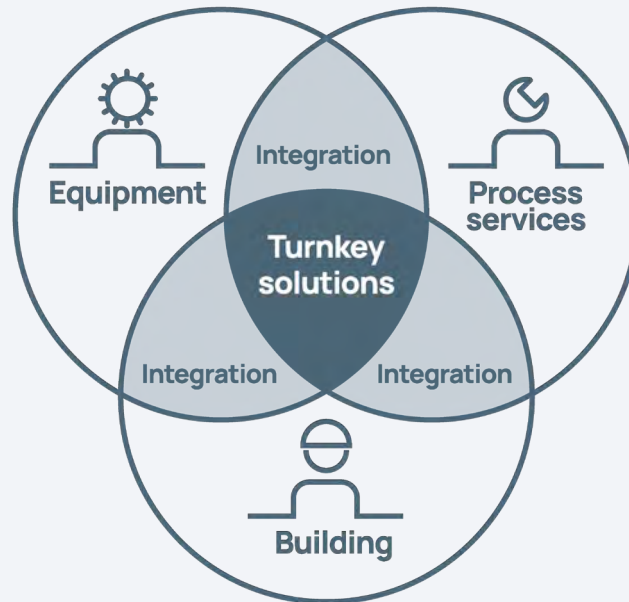 Integration
Equipment
Process
services
Turnkey
solutions
Integration
Integration
Building